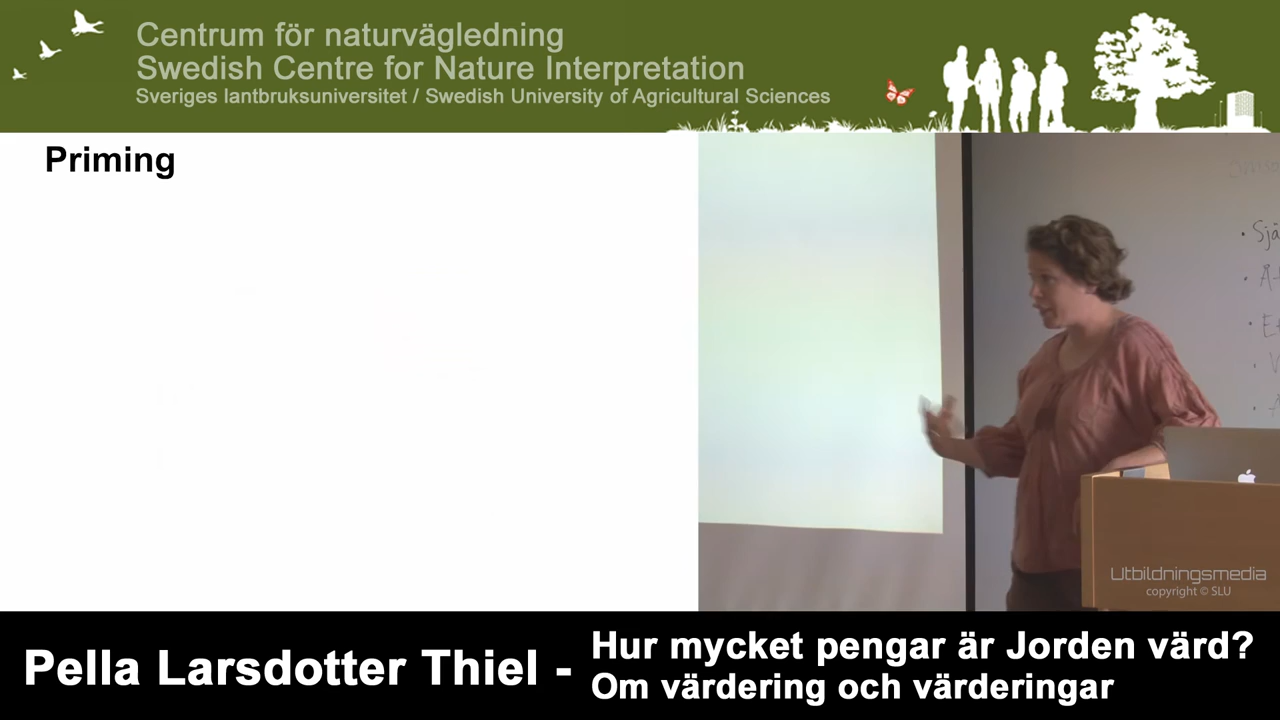 Centrum för naturvägledning
Swedish Centre for Nature Interpretation
Sveriges lantbruksuniversitet / Swedish University of Agricultural Sciences
Priming
Utbildningsmedia
copyright © SLU
Pella Larsdotter Thiel -
Hur mycket pengar är Jorden värd?
Om värdering och värderingar